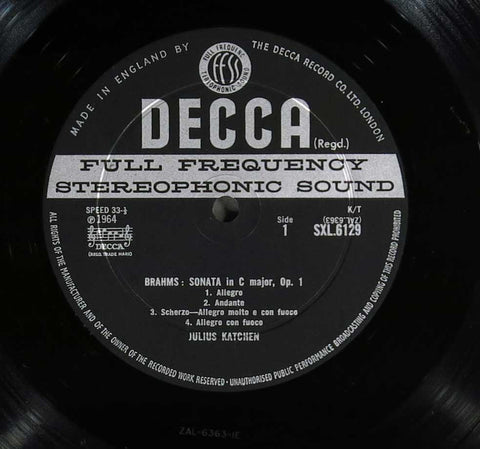 MADE IN ENGLAND BY THE DECCA RECORD CO. LTD. LONDON
FULL FREQUENCY
FFSS
STEREOPHONIC SOUND
DECCA (Regd.)
FULL FREQUENCY
STEREOPHONIC SOUND
SPEED 33-⅓
Ⓟ1964
DECCA
(REGD. TRADE MARK)
Side
1
K/T
(ZAL.6363)
SXL.6129
BRAHMS: SONATA in C major, Op. 1
1. Allegro
2. Andante
3. Scherzo—Allegro molto e con fuoco
4. Allegro con fuoco
JULIUS KATCHEN
ALL RIGHTS OF THE MANUFACTURER AND OF THE OWNER OF THE RECORDED WORK RESERVED · UNAUTHORISED PUBLIC PERFORMANCE BROADCASTING AND COPYING OF THIS RECORD PROHIBITED
ZAL-6363-1E